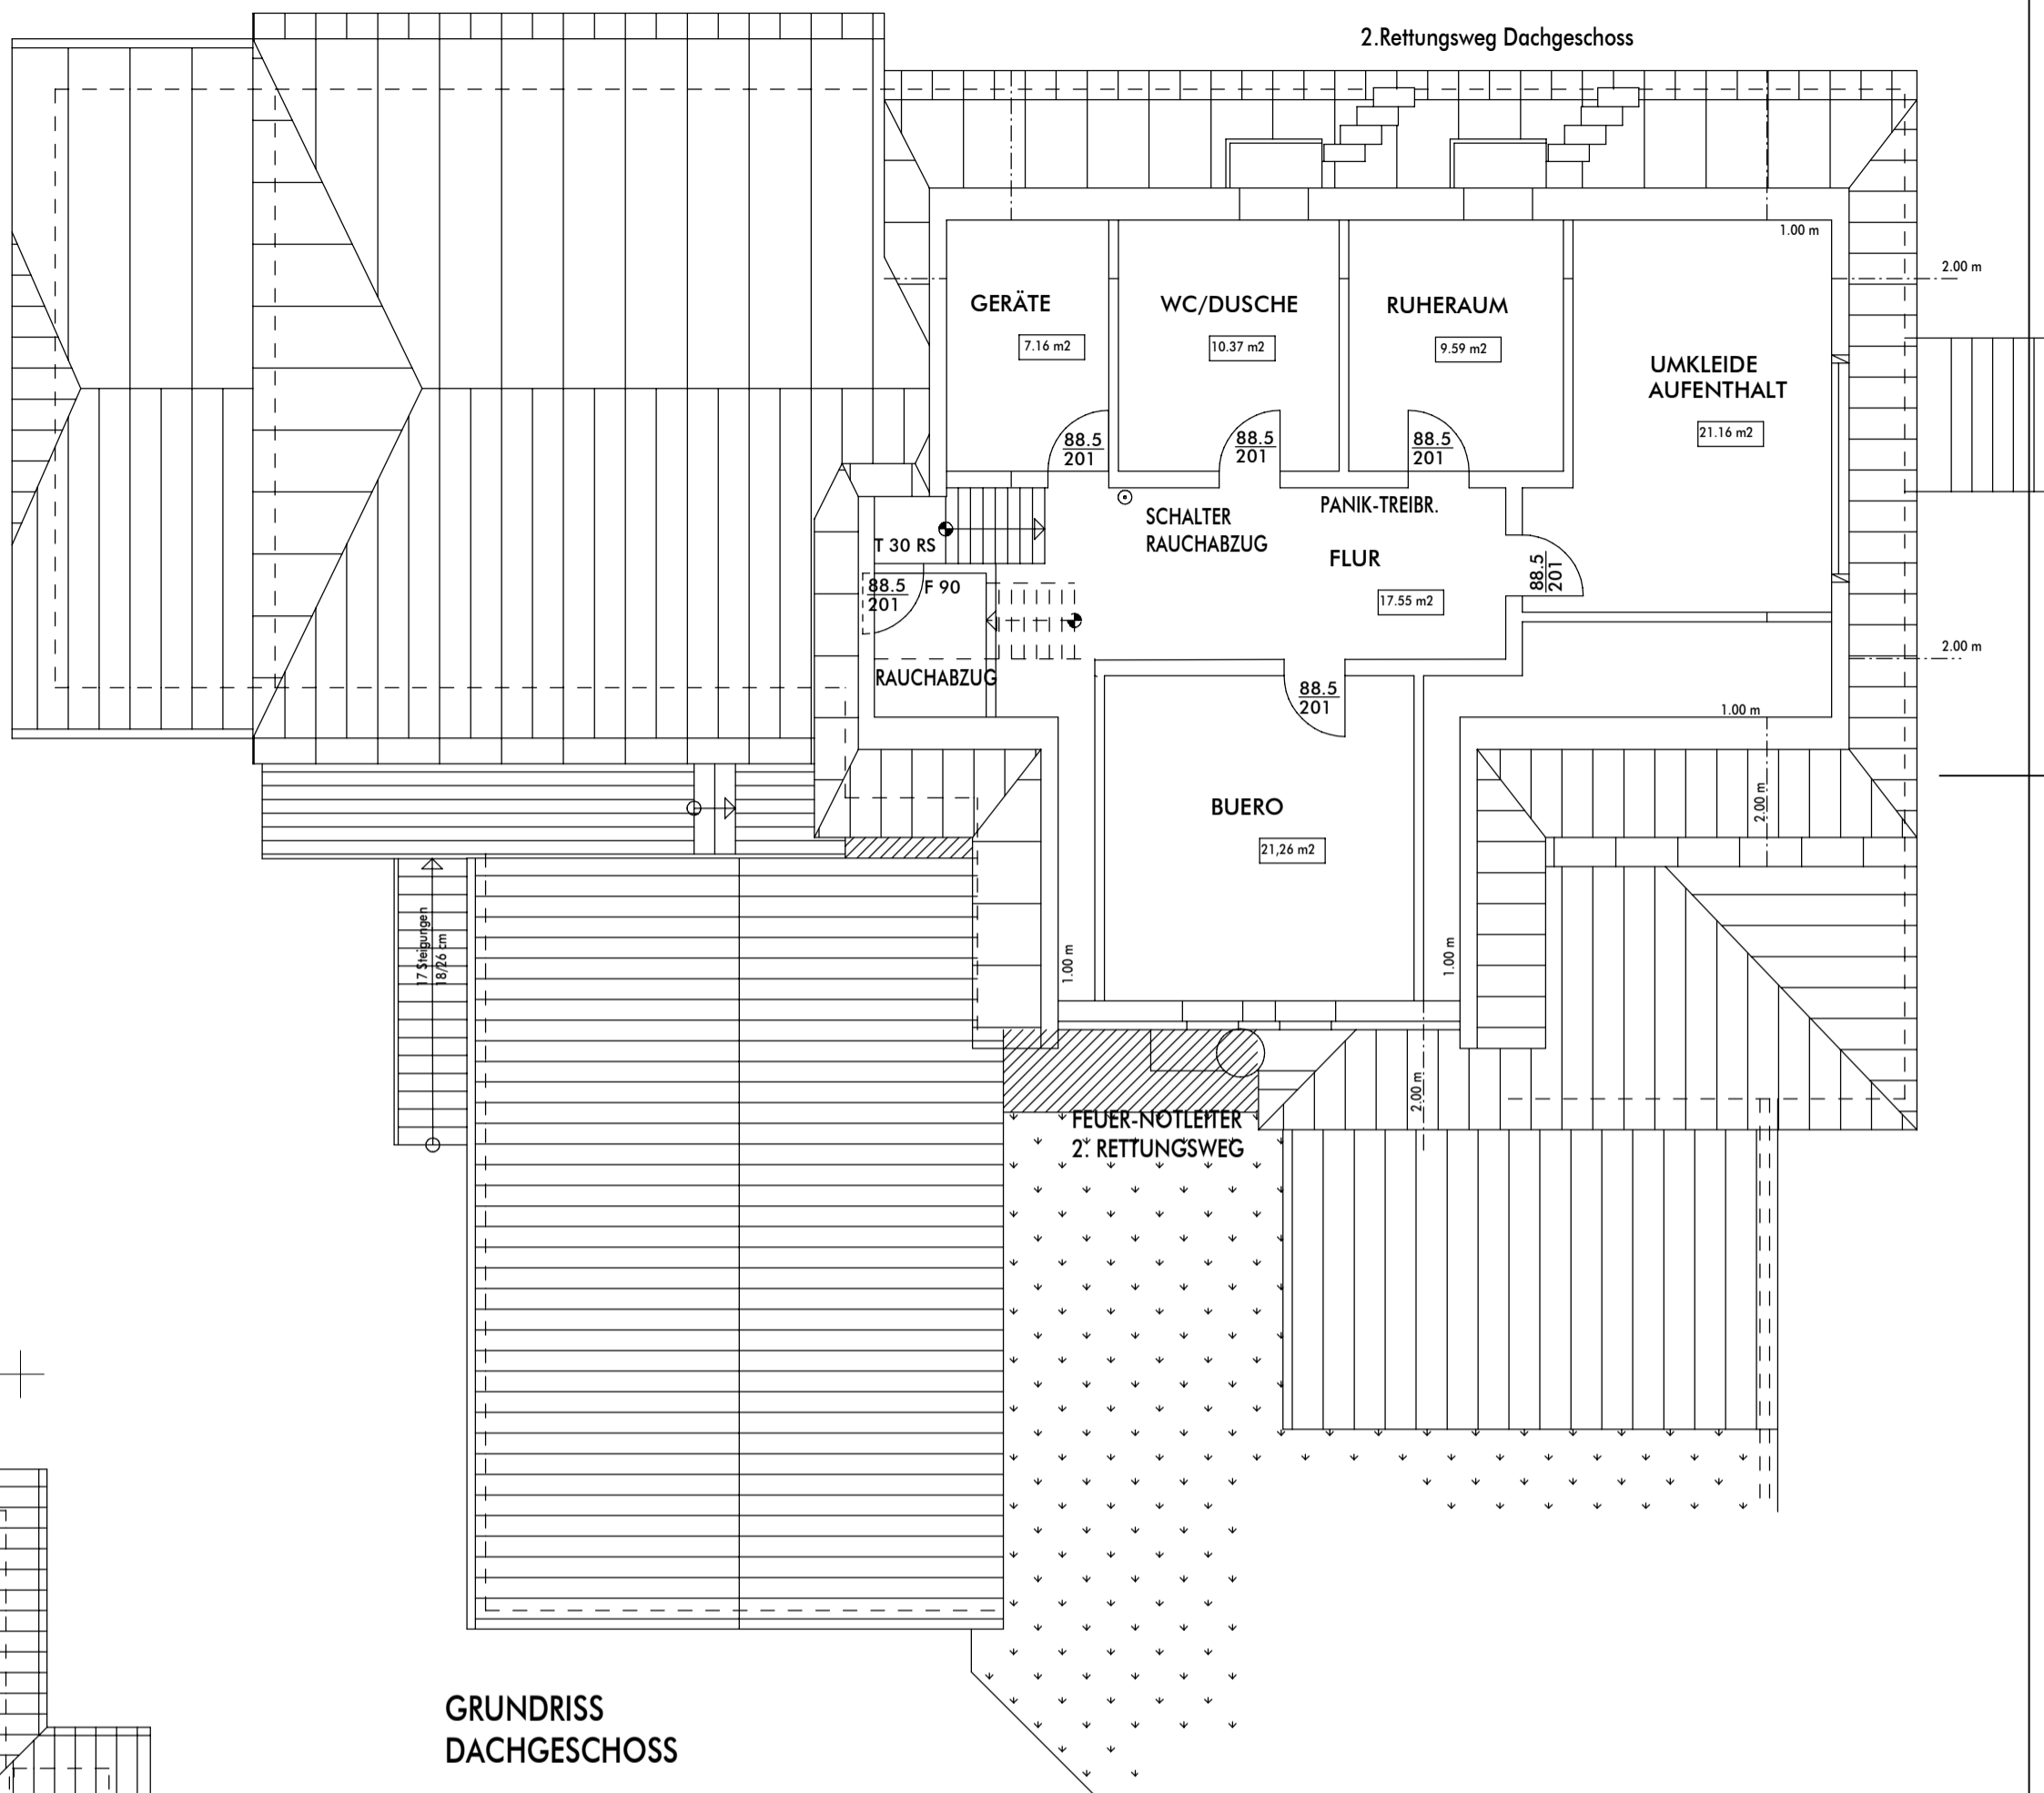 2.Rettungsweg Dachgeschoss
1.00 m
2.00 m
GERÄTE
7.16 m2
WC/DUSCHE
10.37 m2
RUHERAUM
9.59 m2
UMKLEIDE
AUFENTHALT
21.16 m2
88.5
201
88.5
201
88.5
201
SCHALTER
RAUCHABZUG
PANIK-TREIBR.
T 30 RS
FLUR
17.55 m2
88.5
201
88.5
201
F 90
2.00 m
RAUCHABZUG
88.5
201
1.00 m
2.00 m
BUERO
21,26 m2
17 Steigungen
18/26 cm
1.00 m
1.00 m
2.00 m
FEUER-NOTLEITER
2. RETTUNGSWEG
GRUNDRISS
DACHGESCHOSS